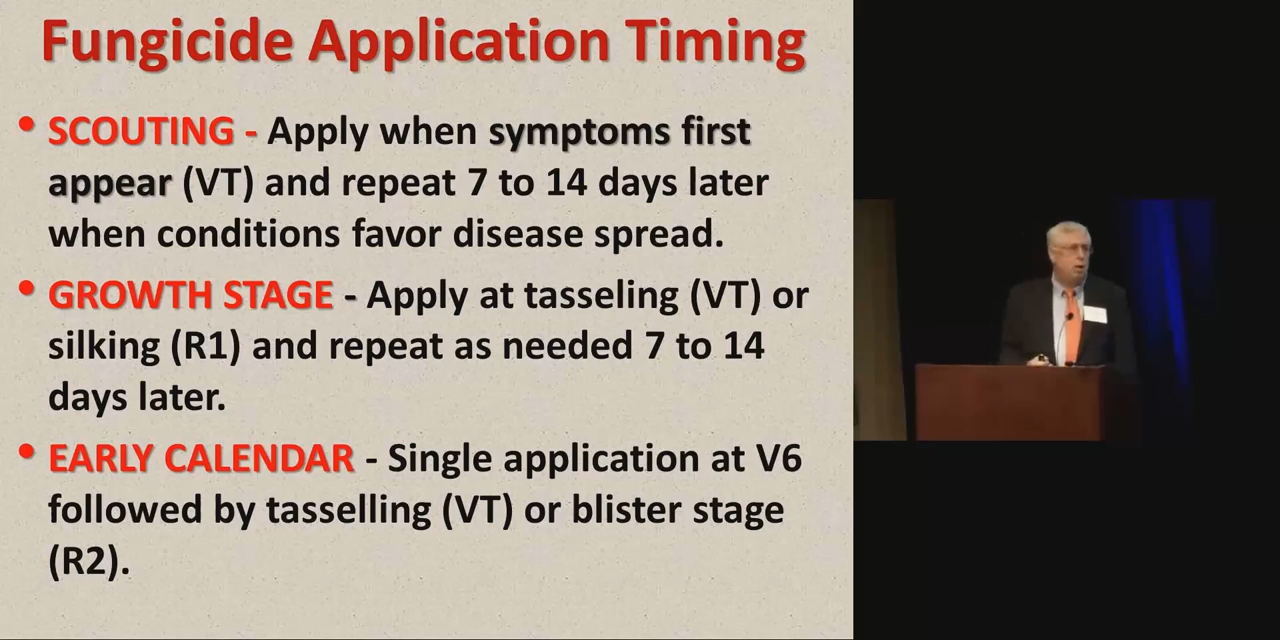 Fungicide Application Timing
• SCOUTING - Apply when symptoms first
appear (VT) and repeat 7 to 14 days later
when conditions favor disease spread.
• GROWTH STAGE - Apply at tasseling (VT) or
silking (R1) and repeat as needed 7 to 14
days later.
• EARLY CALENDAR - Single application at V6
followed by tasselling (VT) or blister stage
(R2).